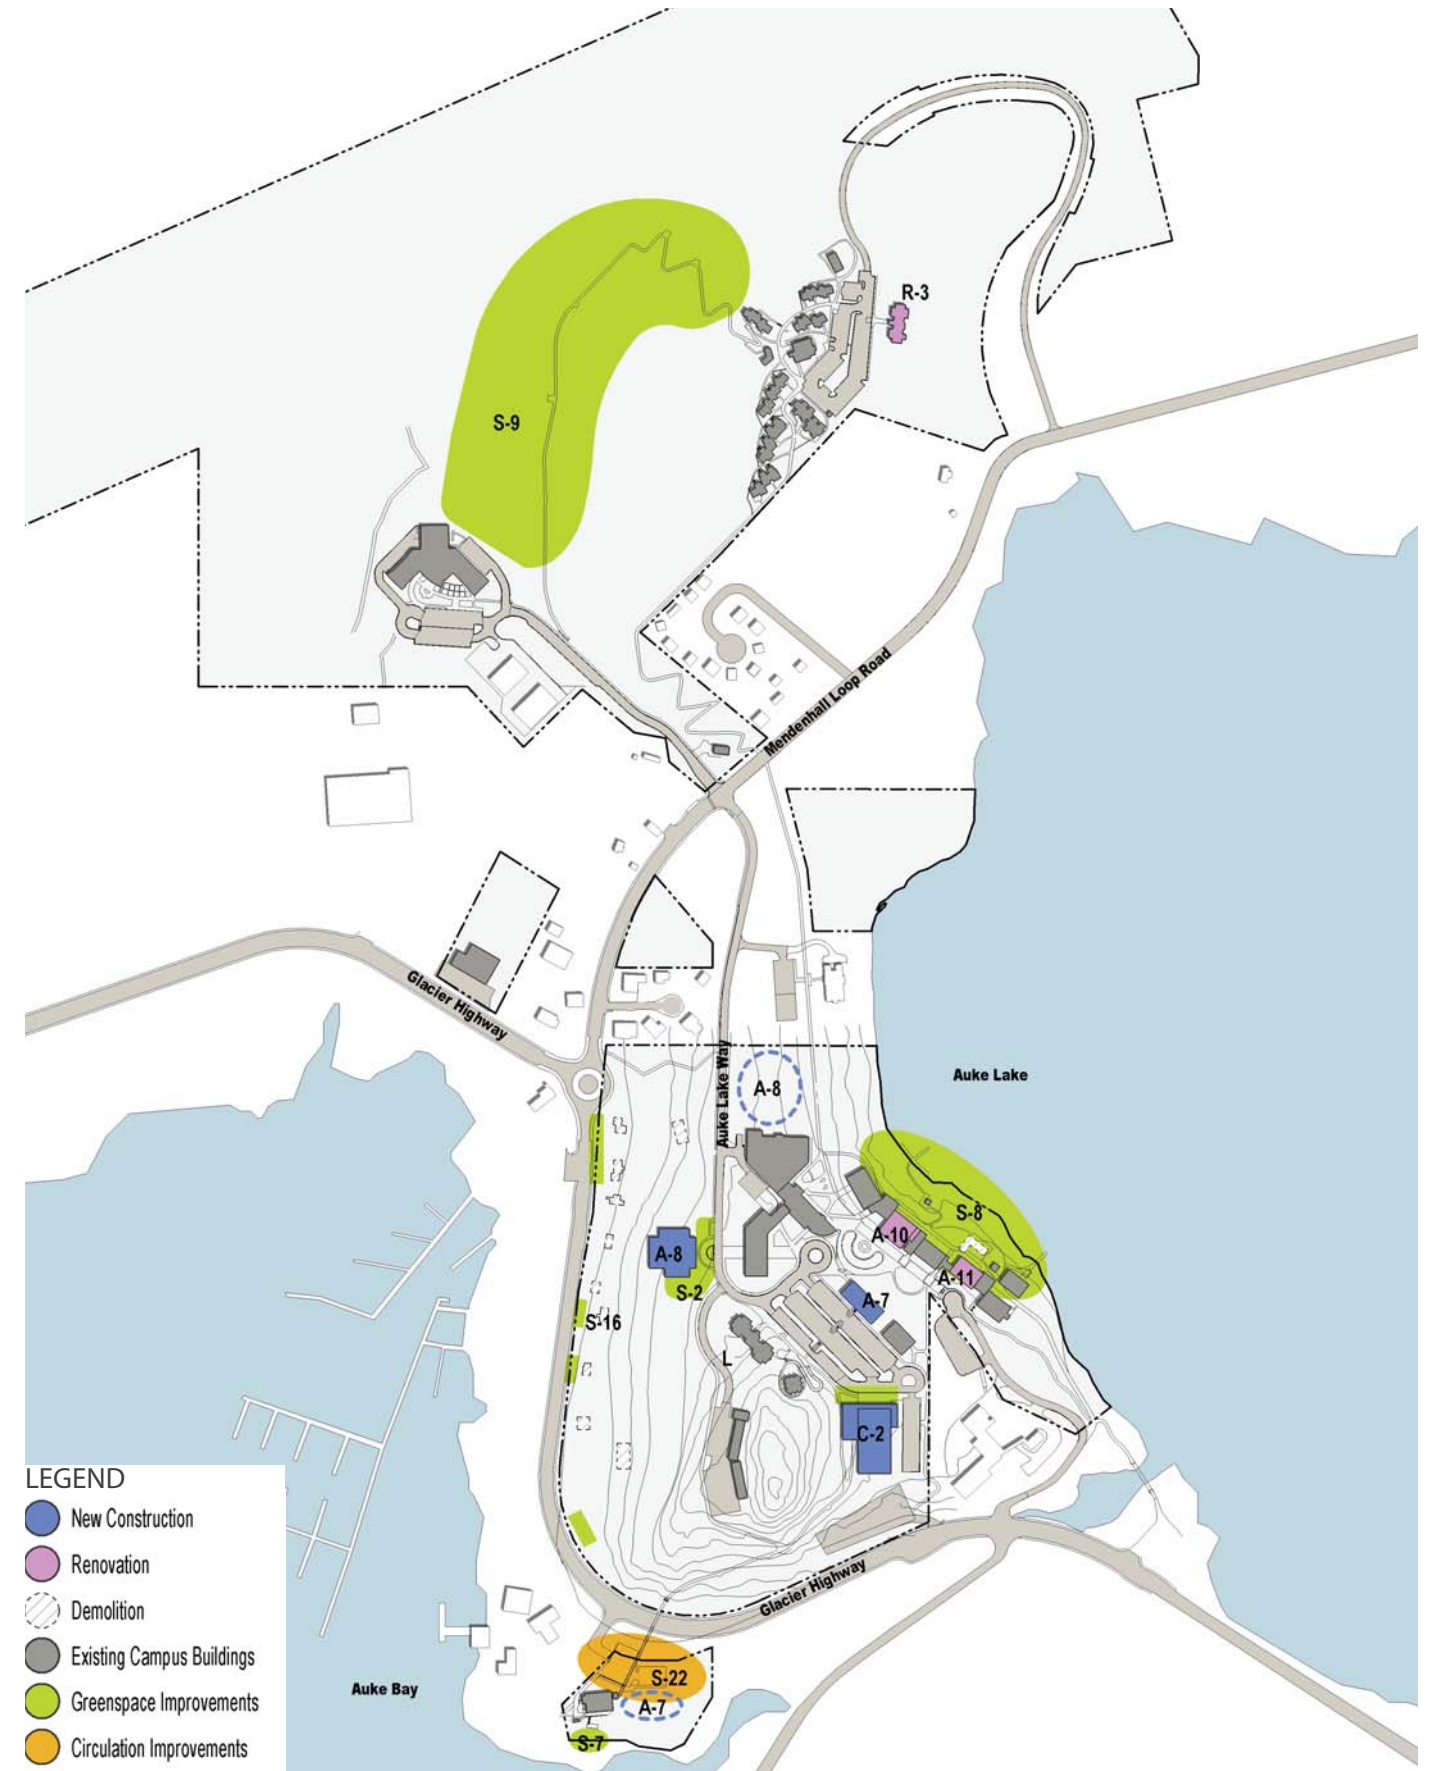 R-3
S-9
Mendenhall Loop Road
Glacier Highway
Auke Lake Way
A-8
Auke Lake
S-8
A-10
A-8
A-11
S-2
A-7
S-16
L
C-2
Glacier Highway
S-22
Auke Bay
A-7
S-7
LEGEND
New Construction
Renovation
Demolition
Existing Campus Buildings
Greenspace Improvements
Circulation Improvements